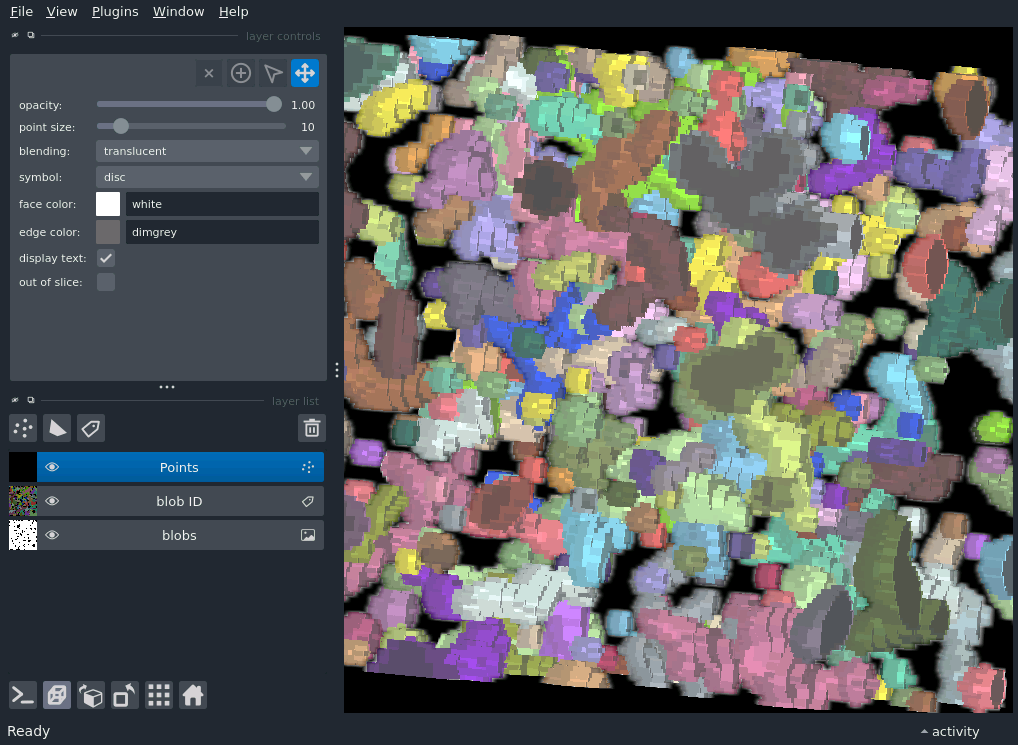 File View Plugins Window Help
layer controls
opacity: 1.00
point size: 10
blending: translucent
symbol: disc
face color: white
edge color: dimgrey
display text:
out of slice:
layer list
Points
blob ID
blobs
Ready activity